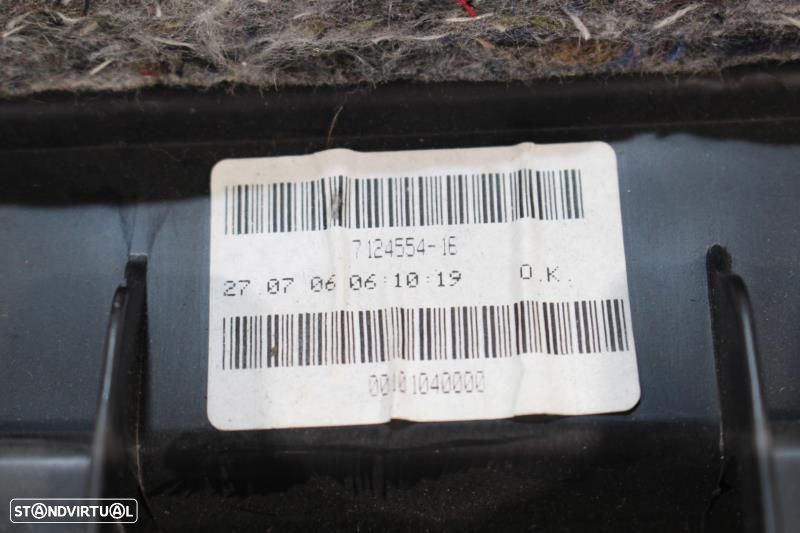 7124554-16
27 07 06 06:10:19 O.K.
00101040000
STANDVIRTUAL